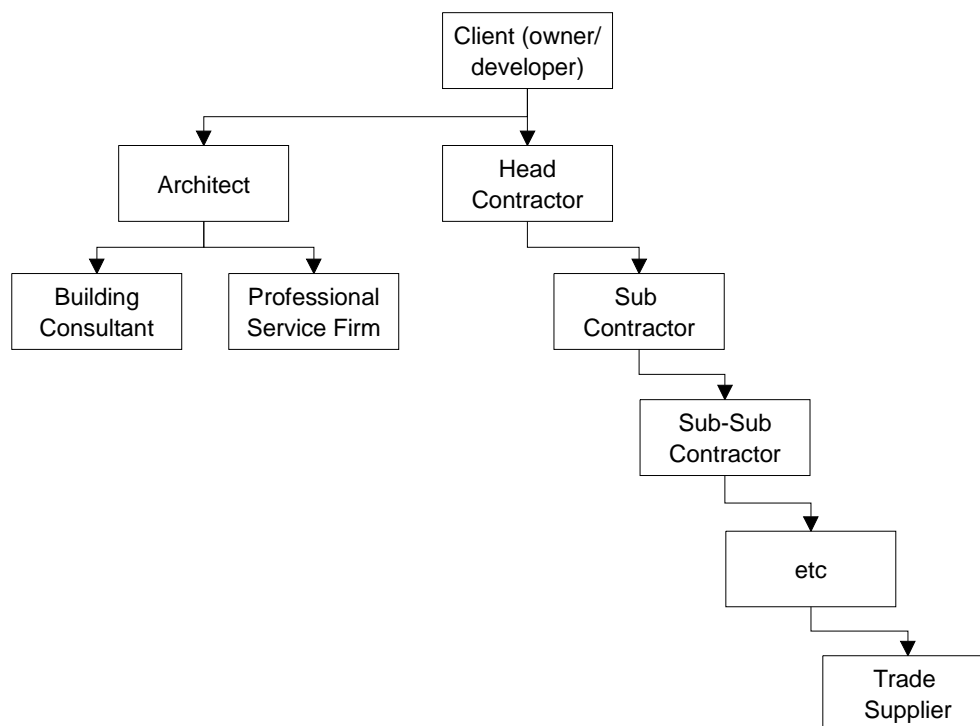 Client (owner/
developer)
Architect
Head
Contractor
Building
Consultant
Professional
Service Firm
Sub
Contractor
Sub-Sub
Contractor
etc
Trade
Supplier